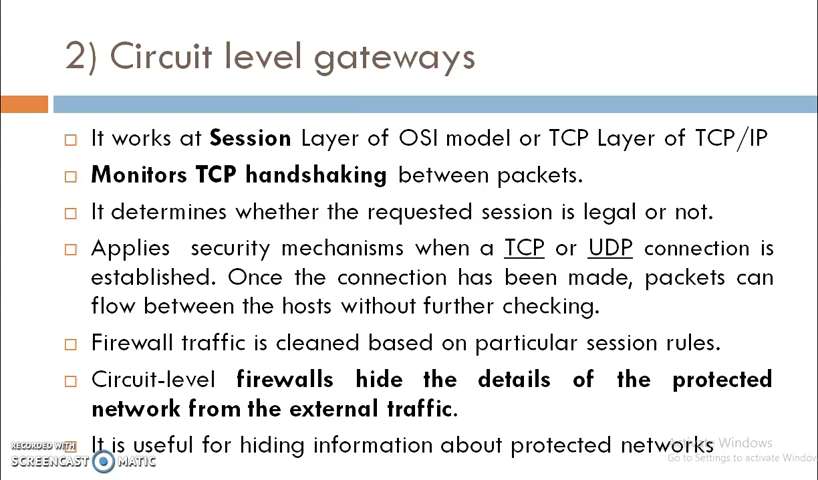 2) Circuit level gateways
It works at Session Layer of OSI model or TCP Layer of TCP/IP
Monitors TCP handshaking between packets.
It determines whether the requested session is legal or not.
Applies security mechanisms when a TCP or UDP connection is
established. Once the connection has been made, packets can
flow between the hosts without further checking.
Firewall traffic is cleaned based on particular session rules.
Circuit-level firewalls hide the details of the protected
network from the external traffic.
It is useful for hiding information about protected networks
Activate Windows
Go to Settings to activate Window
RECORDED WITH
SCREENCAST MATIC